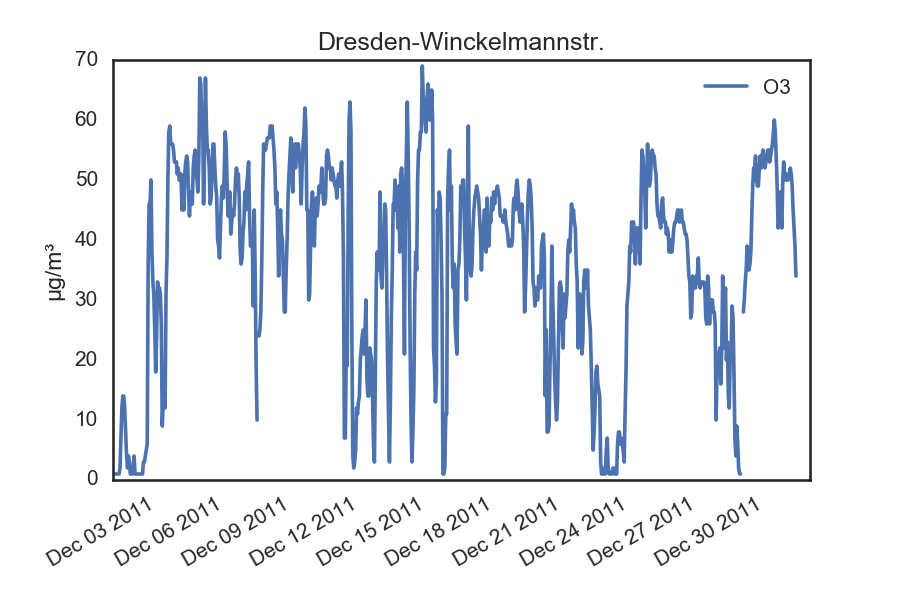 Dresden-Winckelmannstr.
70
60
50
40
30
20
10
0
µg/m³
O3
Dec 03 2011
Dec 06 2011
Dec 09 2011
Dec 12 2011
Dec 15 2011
Dec 18 2011
Dec 21 2011
Dec 24 2011
Dec 27 2011
Dec 30 2011